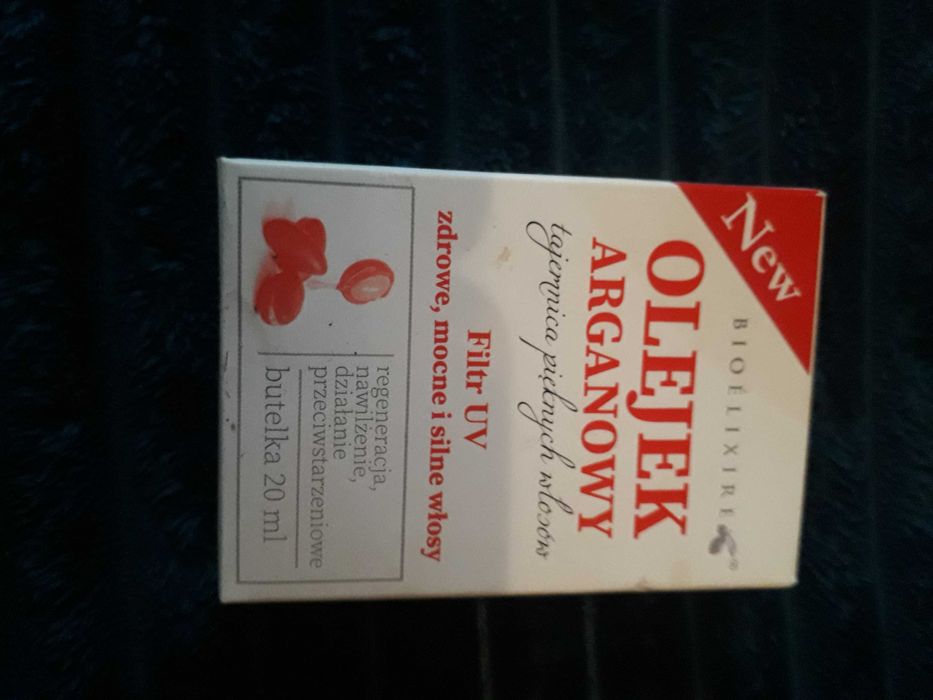 New
BIOÉLIXIRE®
OLEJEK
ARGANOWY
tajemnica pięknych włosów
Filtr UV
zdrowe, mocne i silne włosy
regeneracja,
nawilżenie,
działanie
przeciwstarzeniowe
butelka 20 ml